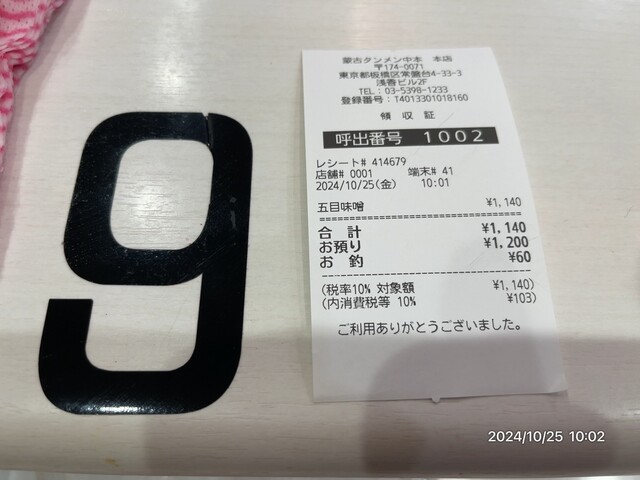 9
蒙古タンメン中本 本店
〒174-0071
東京都板橋区常盤台4-33-3
浅香ビル2F
TEL：03-5398-1233
登録番号：T4013301018160
領 収 証
呼出番号 1002
レシート# 414679
店舗# 0001 端末# 41
2024/10/25(金) 10:01
五目味噌 ¥1,140
合 計 ¥1,140
お預り ¥1,200
お 釣 ¥60
(税率10% 対象額 ¥1,140)
(内消費税等 10% ¥103)
ご利用ありがとうございました。
2024/10/25 10:02